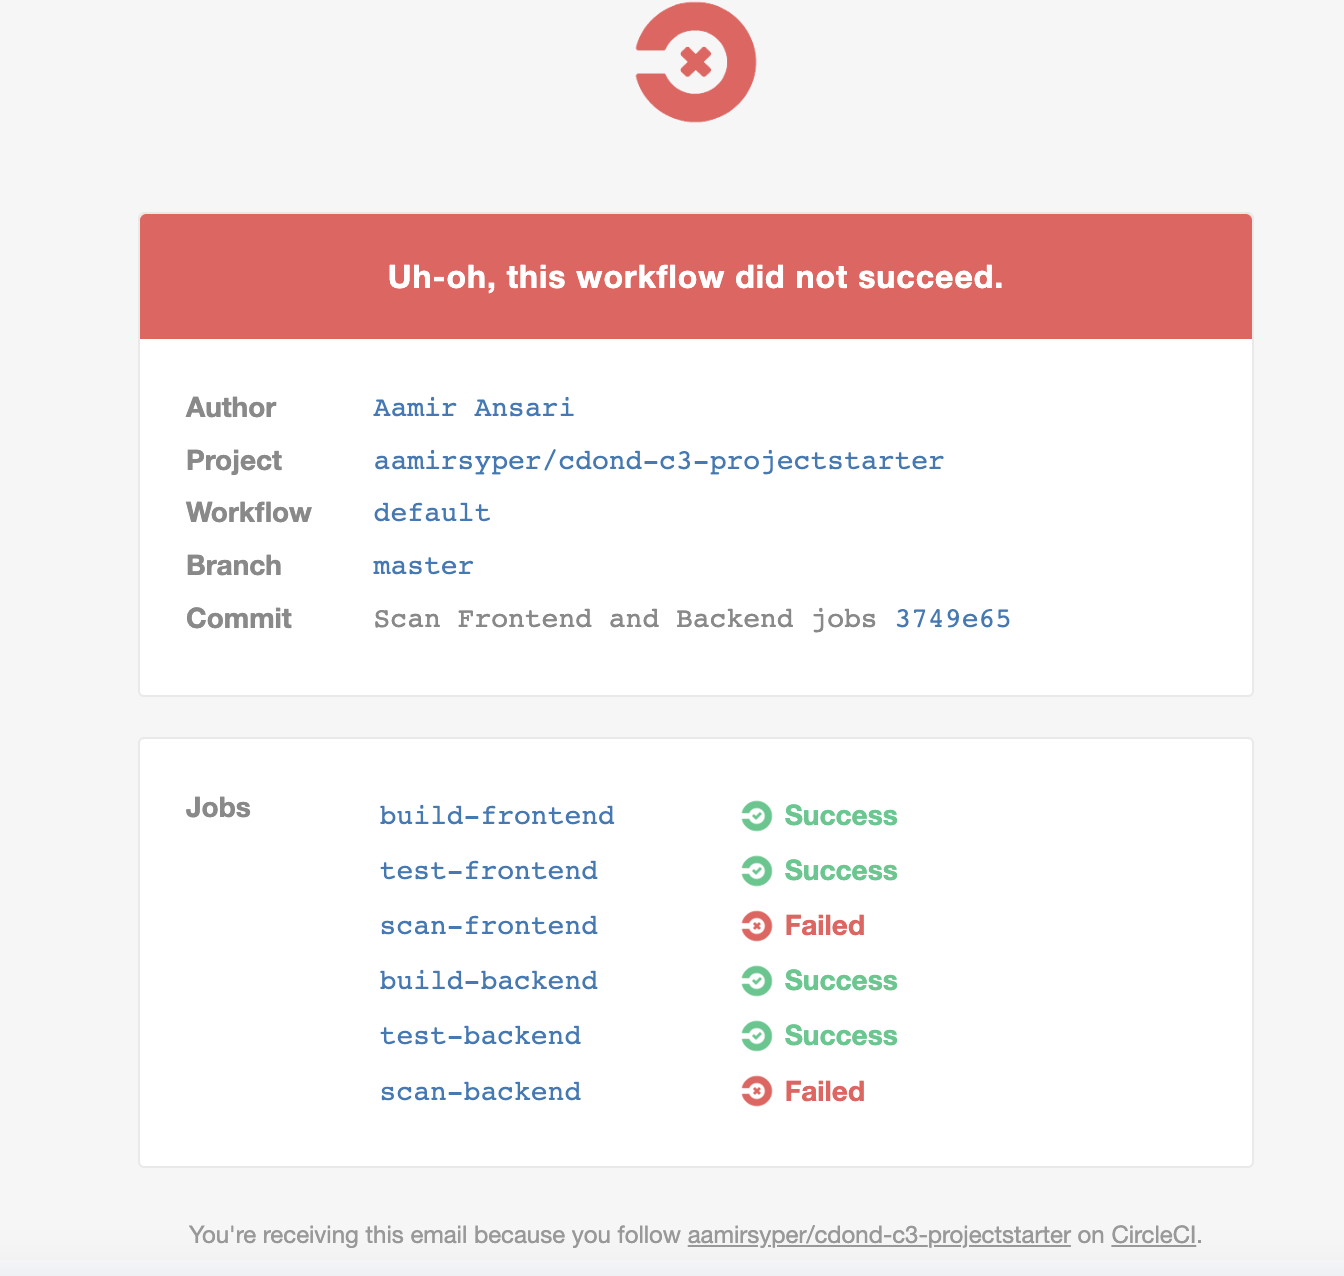 Uh-oh, this workflow did not succeed.
Author Aamir Ansari
Project aamirsyper/cdond-c3-projectstarter
Workflow default
Branch master
Commit Scan Frontend and Backend jobs 3749e65
Jobs build-frontend Success
test-frontend Success
scan-frontend Failed
build-backend Success
test-backend Success
scan-backend Failed
You're receiving this email because you follow aamirsyper/cdond-c3-projectstarter on CircleCI.